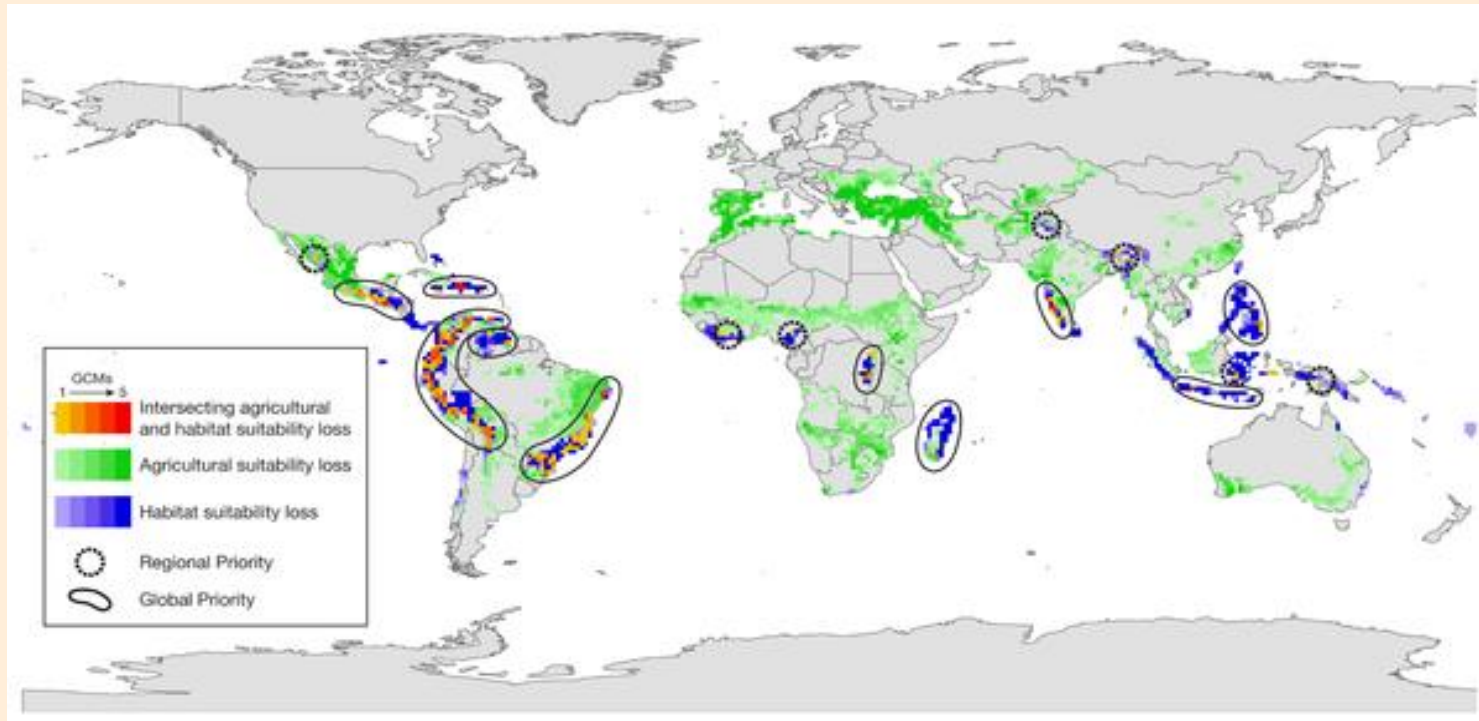 GCMs
1 5
Intersecting agricultural
and habitat suitability loss
Agricultural suitability loss
Habitat suitability loss
Regional Priority
Global Priority